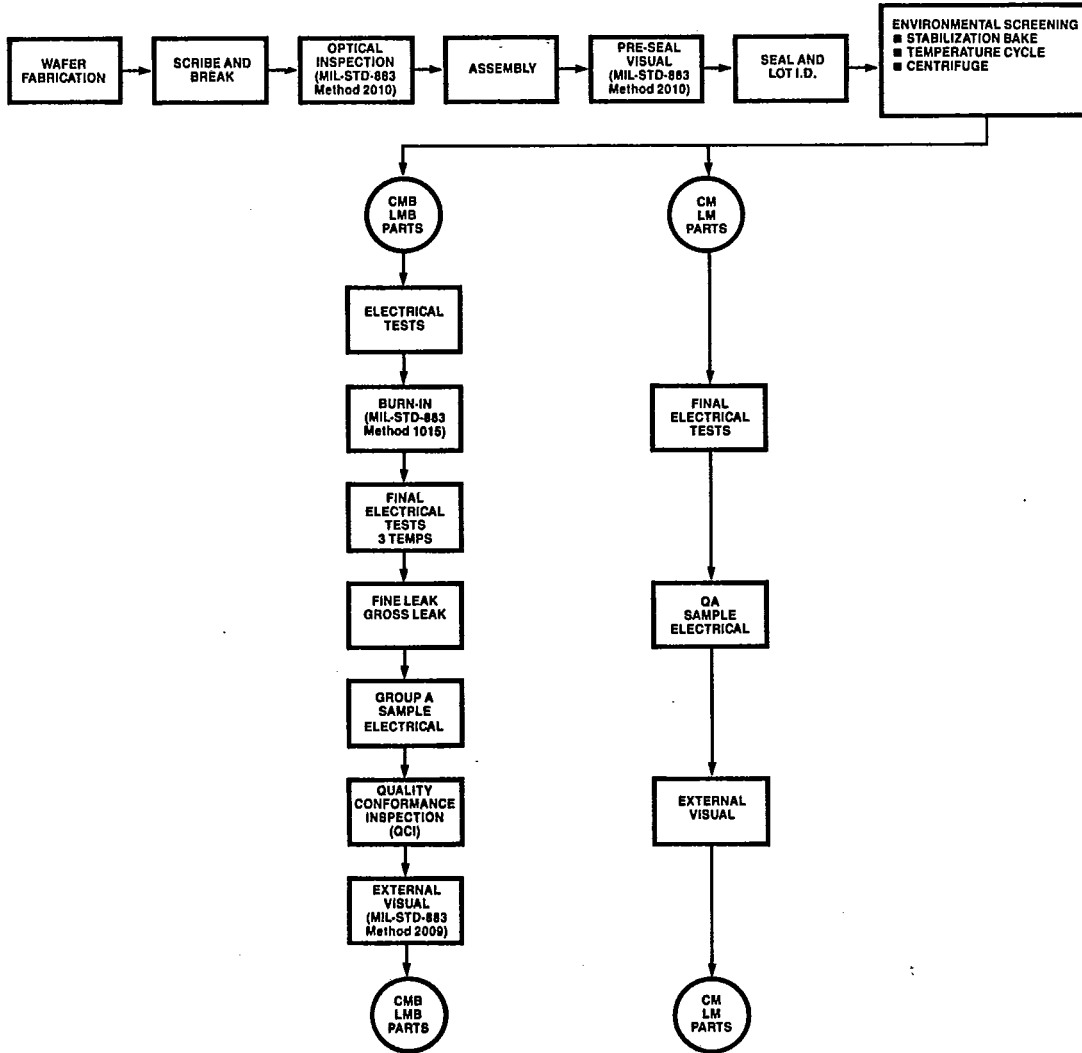 WAFER
FABRICATION
SCRIBE AND
BREAK
OPTICAL
INSPECTION
(MIL-STD-883
Method 2010)
ASSEMBLY
PRE-SEAL
VISUAL
(MIL-STD-883
Method 2010)
SEAL AND
LOT I.D.
ENVIRONMENTAL SCREENING
■ STABILIZATION BAKE
■ TEMPERATURE CYCLE
■ CENTRIFUGE
CMB
LMB
PARTS
ELECTRICAL
TESTS
BURN-IN
(MIL-STD-883
Method 1015)
FINAL
ELECTRICAL
TESTS
3 TEMPS
FINE LEAK
GROSS LEAK
GROUP A
SAMPLE
ELECTRICAL
QUALITY
CONFORMANCE
INSPECTION
(QCI)
EXTERNAL
VISUAL
(MIL-STD-883
Method 2009)
CMB
LMB
PARTS
CM
LM
PARTS
FINAL
ELECTRICAL
TESTS
QA
SAMPLE
ELECTRICAL
EXTERNAL
VISUAL
CM
LM
PARTS